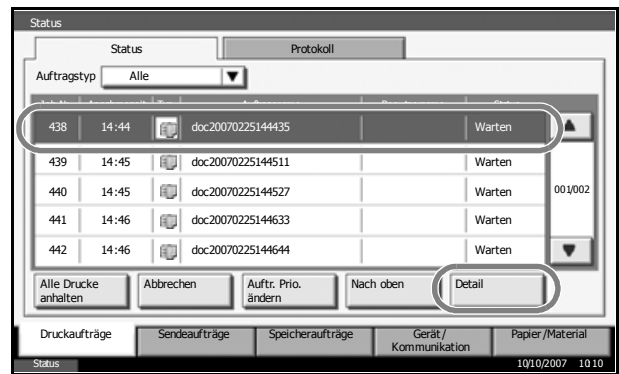 Status
Status Protokoll
Auftragstyp Alle
438 14:44 doc20070225144435 Warten
439 14:45 doc20070225144511 Warten
440 14:45 doc20070225144527 Warten
001/002
441 14:46 doc20070225144633 Warten
442 14:46 doc20070225144644 Warten
Alle Drucke
anhalten
Abbrechen
Auftr. Prio.
ändern
Nach oben
Detail
Druckaufträge
Sendeaufträge
Speicheraufträge
Gerät/
Kommunikation
Papier/Material
Status 10/10/2007 10 10